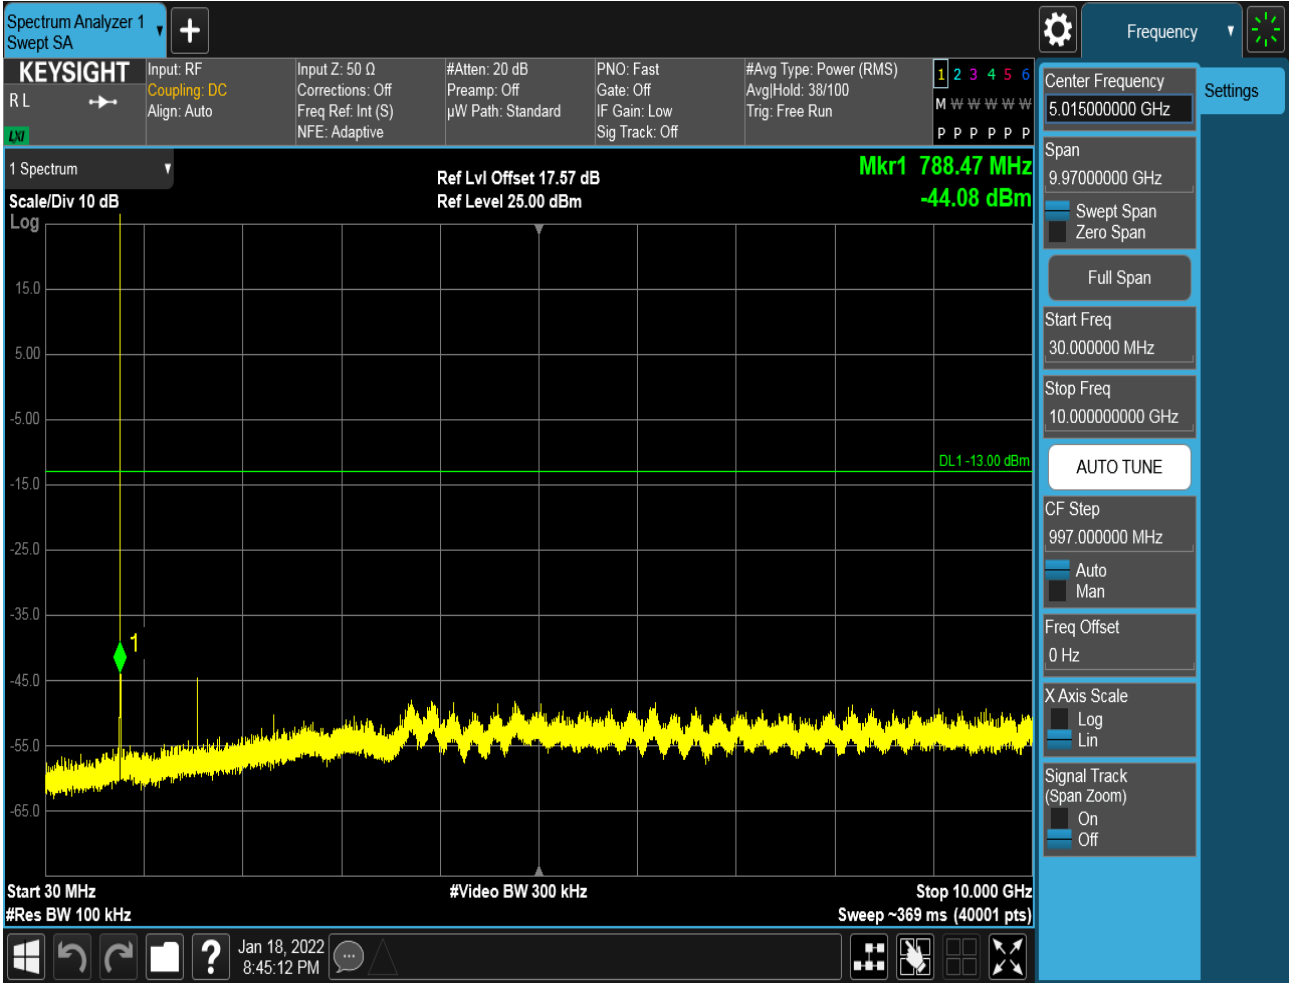 Spectrum Analyzer 1
Swept SA
Frequency
KEYSIGHT
R L
LXI
Input: RF
Coupling: DC
Align: Auto
Input Z: 50 Ω
Corrections: Off
Freq Ref: Int (S)
NFE: Adaptive
#Atten: 20 dB
Preamp: Off
µW Path: Standard
PNO: Fast
Gate: Off
IF Gain: Low
Sig Track: Off
#Avg Type: Power (RMS)
Avg|Hold: 38/100
Trig: Free Run
1 2 3 4 5 6
M W W W W W
P P P P P P
1 Spectrum
Scale/Div 10 dB
Log
Ref Lvl Offset 17.57 dB
Ref Level 25.00 dBm
Mkr1 788.47 MHz
-44.08 dBm
15.0
5.00
-5.00
DL1 -13.00 dBm
-15.0
-25.0
-35.0
1
-45.0
-55.0
-65.0
Start 30 MHz
#Video BW 300 kHz
Stop 10.000 GHz
#Res BW 100 kHz
Sweep ~369 ms (40001 pts)
?
Jan 18, 2022
8:45:12 PM
Center Frequency
5.015000000 GHz
Settings
Span
9.97000000 GHz
Swept Span
Zero Span
Full Span
Start Freq
30.000000 MHz
Stop Freq
10.000000000 GHz
AUTO TUNE
CF Step
997.000000 MHz
Auto
Man
Freq Offset
0 Hz
X Axis Scale
Log
Lin
Signal Track
(Span Zoom)
On
Off